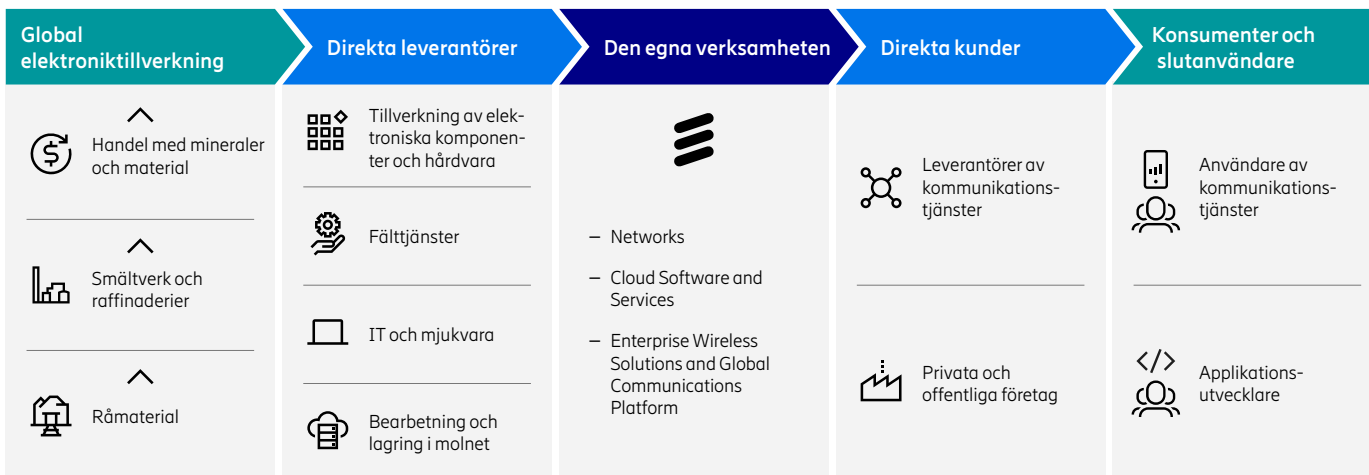 Global
elektroniktillverkning
Direkta leverantörer
Den egna verksamheten
Direkta kunder
Konsumenter och
slutanvändare
Handel med mineraler
och material
Smältverk och
raffinaderier
Råmaterial
Tillverkning av elek-
troniska komponen-
ter och hårdvara
Fälttjänster
IT och mjukvara
Bearbetning och
lagring i molnet
– Networks
– Cloud Software and
Services
– Enterprise Wireless
Solutions and Global
Communications
Platform
Leverantörer av
kommunikations-
tjänster
Privata och
offentliga företag
Användare av
kommunikations-
tjänster
Applikations-
utvecklare